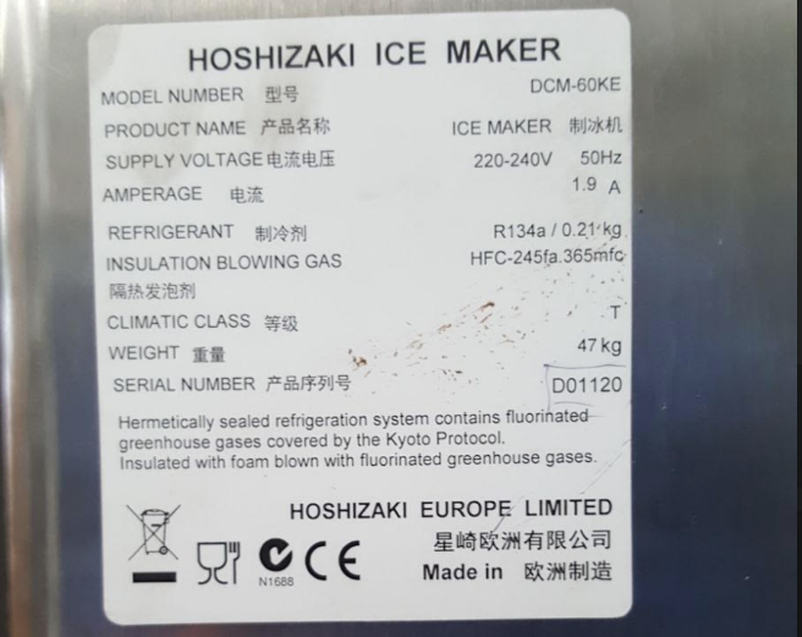 HOSHIZAKI ICE MAKER
MODEL NUMBER 型号 DCM-60KE
PRODUCT NAME 产品名称 ICE MAKER 制冰机
SUPPLY VOLTAGE 电流电压 220-240V 50Hz
AMPERAGE 电流 1.9 A
REFRIGERANT 制冷剂 R134a / 0.21 kg
INSULATION BLOWING GAS HFC-245fa.365mfc
隔热发泡剂
CLIMATIC CLASS 等级 T
WEIGHT 重量 47 kg
SERIAL NUMBER 产品序列号 D01120
Hermetically sealed refrigeration system contains fluorinated
greenhouse gases covered by the Kyoto Protocol.
Insulated with foam blown with fluorinated greenhouse gases.
HOSHIZAKI EUROPE LIMITED
星崎欧洲有限公司
Made in 欧洲制造
N1688
CE